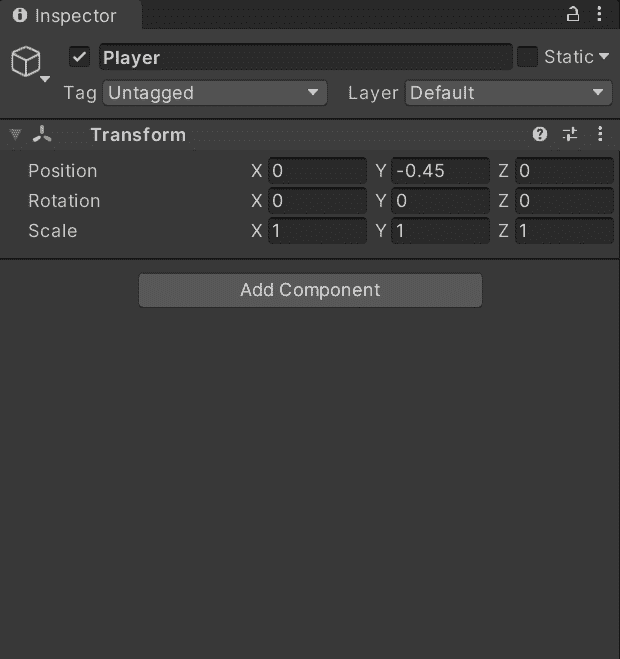 Inspector
Player Static
Tag Untagged Layer Default
Transform
Position X 0 Y -0.45 Z 0
Rotation X 0 Y 0 Z 0
Scale X 1 Y 1 Z 1
Add Component